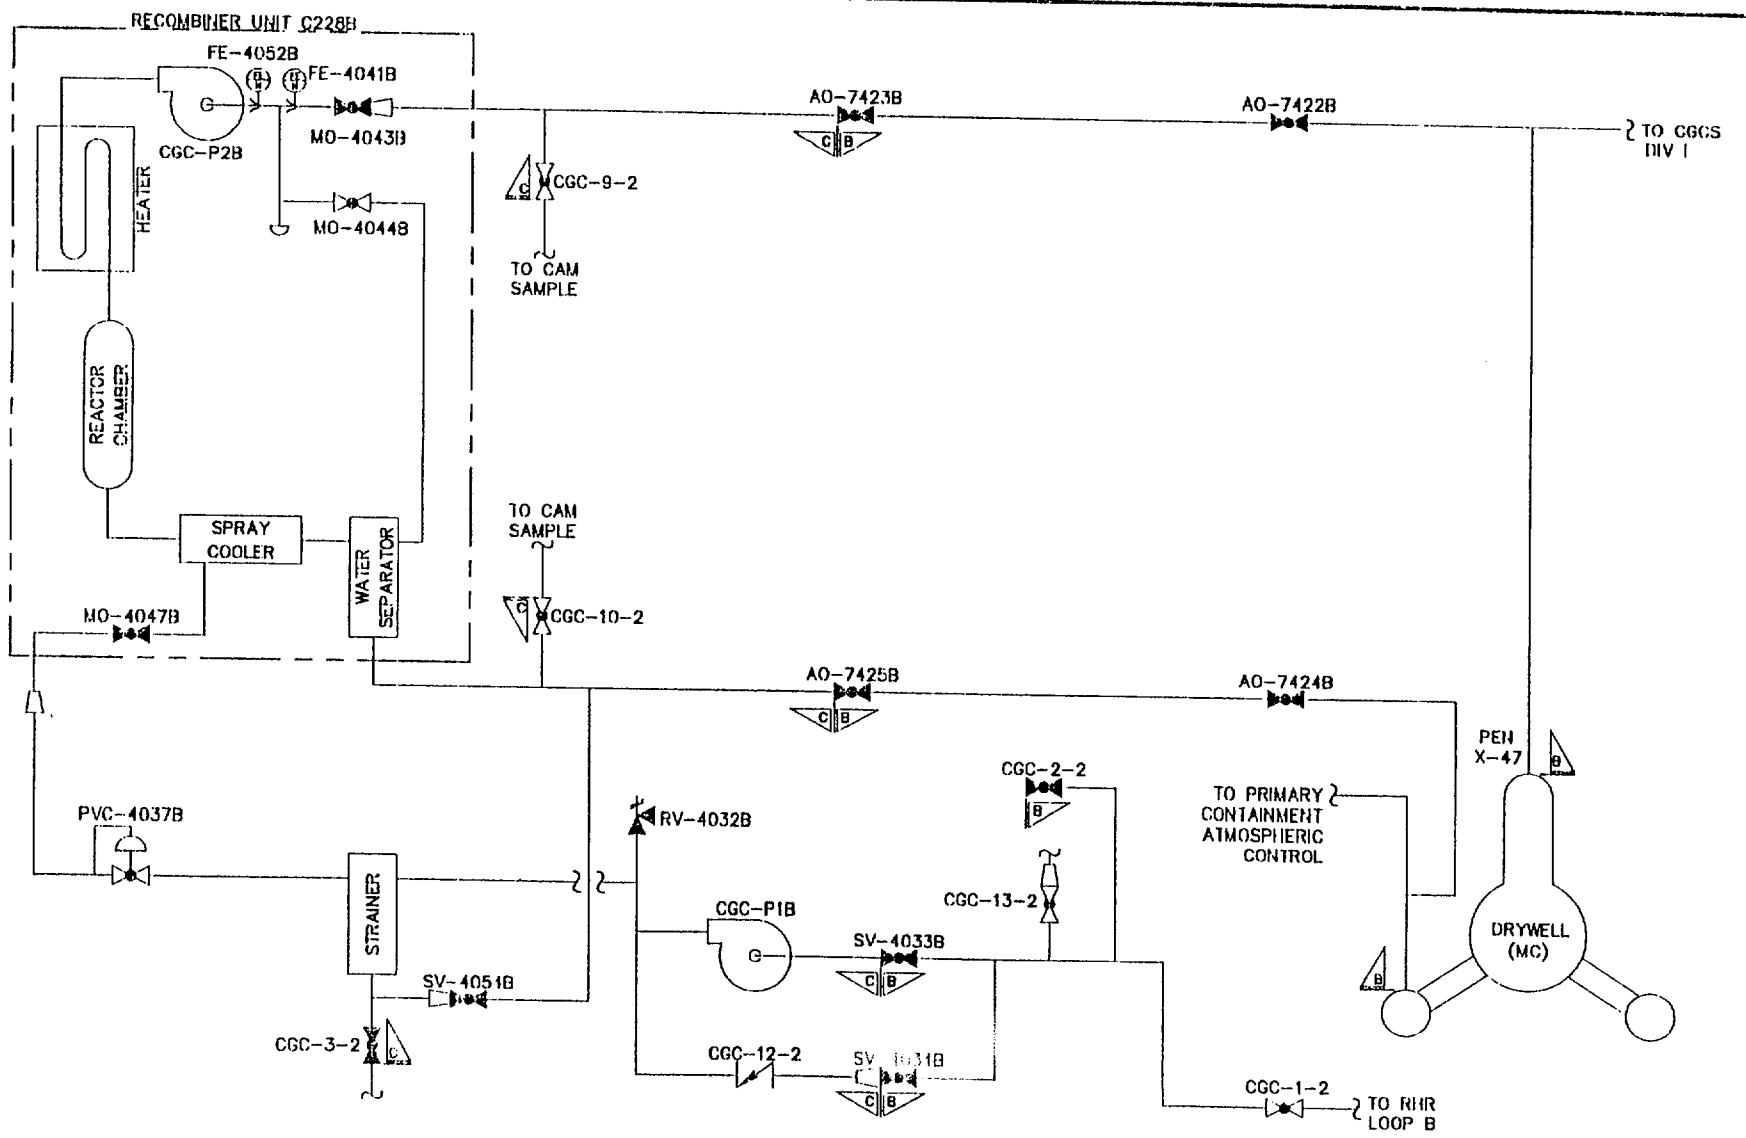 RECOMBINER UNIT C228B
FE-4052B
FE-4041B
AO-7423B
AO-7422B
TO CGCS
DIV I
MO-4043B
CGC-P2B
C B
HEATER
C
CGC-9-2
MO-4044B
TO CAM
SAMPLE
REACTOR
CHAMBER
TO CAM
SAMPLE
SPRAY
COOLER
WATER
SEPARATOR
C
CGC-10-2
MO-4047B
AO-7425B
AO-7424B
C B
PEN
X-47
B
CGC-2-2
B
TO PRIMARY
CONTAINMENT
ATMOSPHERIC
CONTROL
PVC-4037B
RV-4032B
STRAINER
CGC-P1B
CGC-13-2
DRYWELL
(MC)
SV-4033B
C B
B
SV-4051B
CGC-3-2
C
CGC-12-2
SV-4031B
C B
CGC-1-2
TO RHR
LOOP B